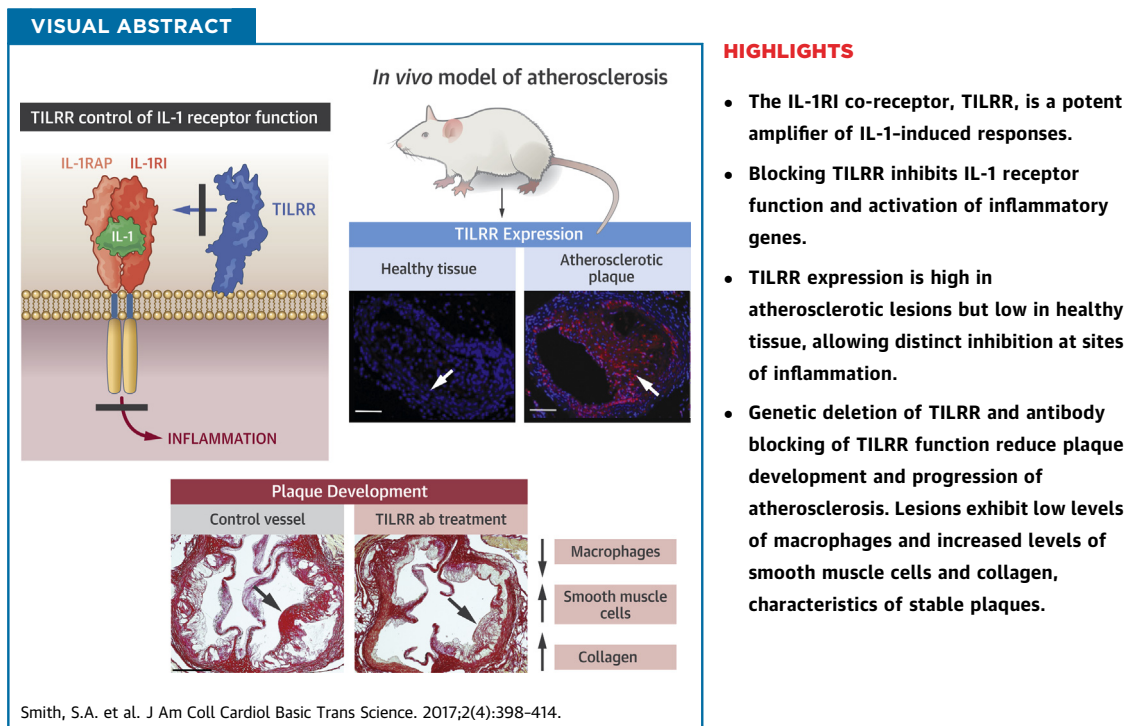 VISUAL ABSTRACT
In vivo model of atherosclerosis
TILRR control of IL-1 receptor function
IL-1RAP
IL-1RI
TILRR
IL-1
INFLAMMATION
TILRR Expression
Healthy tissue
Atherosclerotic
plaque
Plaque Development
Control vessel
TILRR ab treatment
Macrophages
Smooth muscle
cells
Collagen
Smith, S.A. et al. J Am Coll Cardiol Basic Trans Science. 2017;2(4):398–414.
HIGHLIGHTS
• The IL-1RI co-receptor, TILRR, is a potent
amplifier of IL-1–induced responses.
• Blocking TILRR inhibits IL-1 receptor
function and activation of inflammatory
genes.
• TILRR expression is high in
atherosclerotic lesions but low in healthy
tissue, allowing distinct inhibition at sites
of inflammation.
• Genetic deletion of TILRR and antibody
blocking of TILRR function reduce plaque
development and progression of
atherosclerosis. Lesions exhibit low levels
of macrophages and increased levels of
smooth muscle cells and collagen,
characteristics of stable plaques.